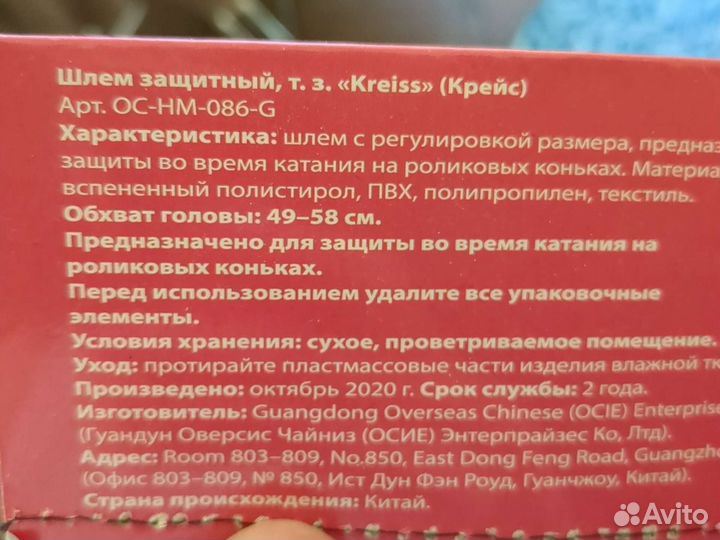 Шлем защитный, т. з. «Kreiss» (Крейс)
Арт. ОС-НМ-086-G
Характеристика: шлем с регулировкой размера, предназ
защиты во время катания на роликовых коньках. Материа
вспененный полистирол, ПВХ, полипропилен, текстиль.
Обхват головы: 49–58 см.
Предназначено для защиты во время катания на
роликовых коньках.
Перед использованием удалите все упаковочные
элементы.
Условия хранения: сухое, проветриваемое помещение.
Уход: протирайте пластмассовые части изделия влажной тк
Произведено: октябрь 2020 г. Срок службы: 2 года.
Изготовитель: Guangdong Overseas Chinese (OCIE) Enterpris
(Гуандун Оверсис Чайниз (ОСИЕ) Энтерпрайзес Ко, Лтд).
Адрес: Room 803–809, No.850, East Dong Feng Road, Guangzho
(Офис 803–809, № 850, Ист Дун Фэн Роуд, Гуанчжоу, Китай).
Страна происхождения: Китай.
Avito